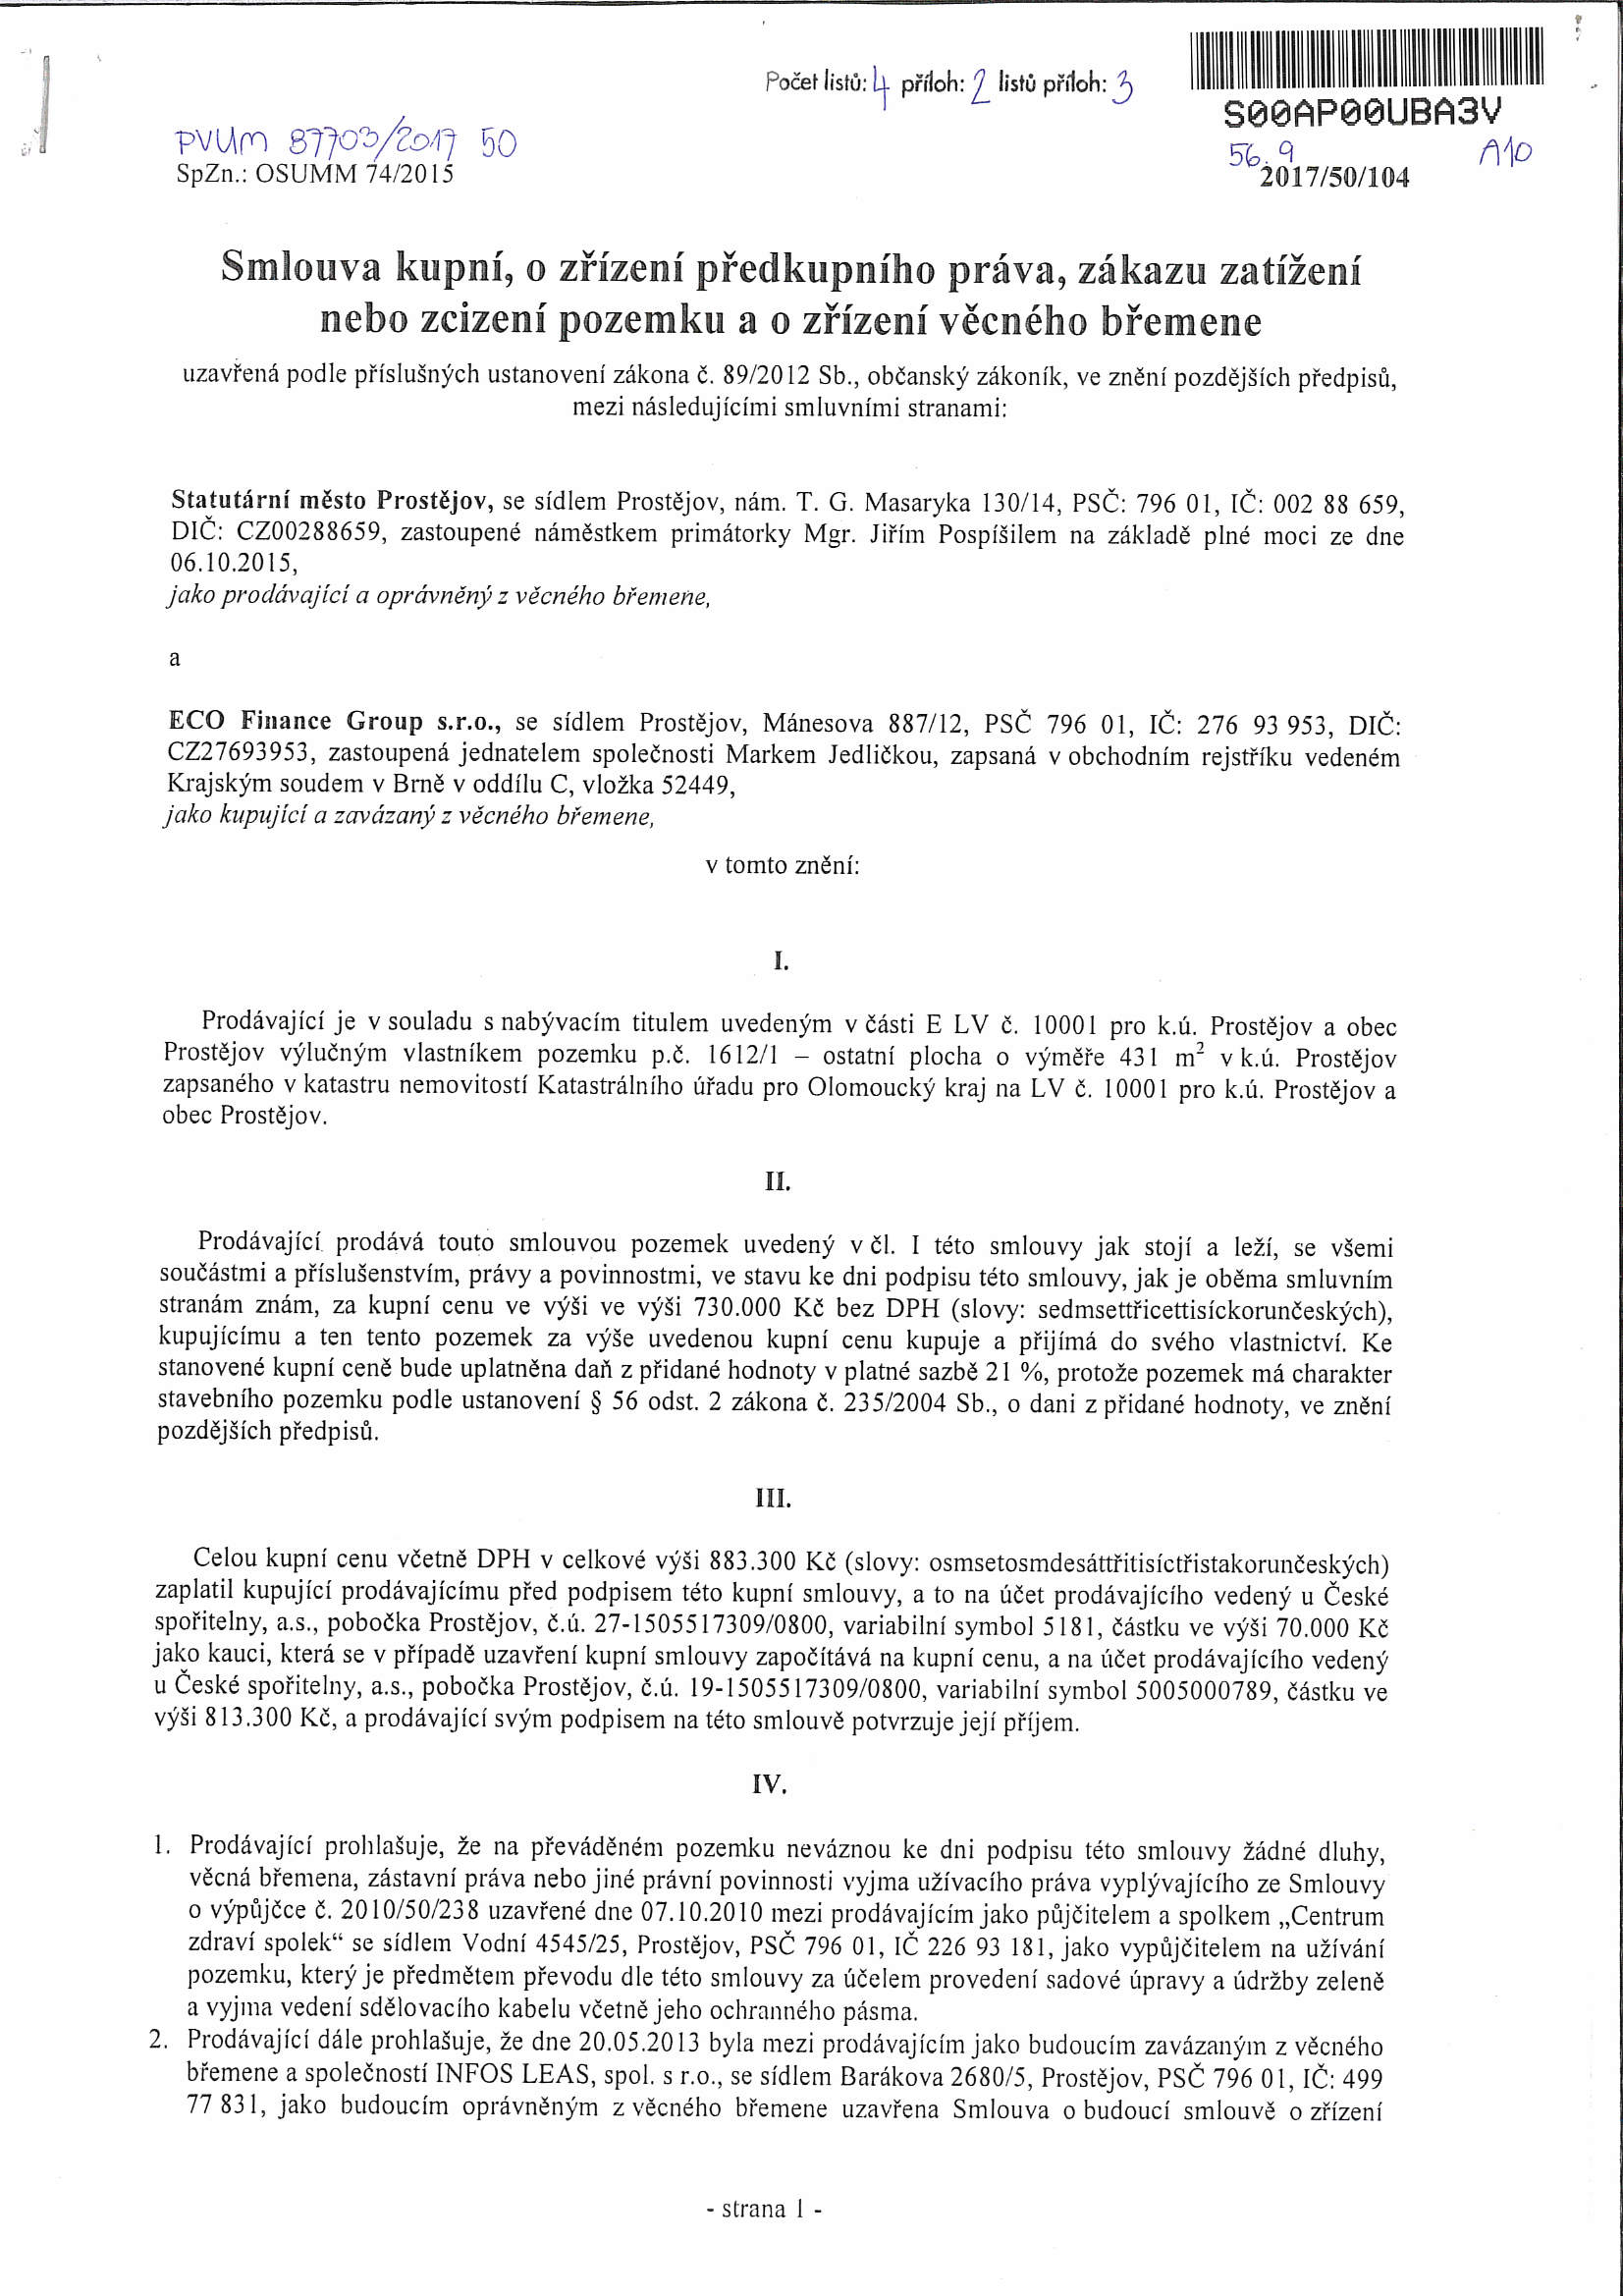 Počet listů: 4 příloh: 2 listů příloh: 3
S00AP00UBA3V
PVUM 87703/2017 50
56.9 A10
SpZn.: OSUMM 74/2015
2017/50/104
Smlouva kupní, o zřízení předkupního práva, zákazu zatížení
nebo zcizení pozemku a o zřízení věcného břemene
uzavřená podle příslušných ustanovení zákona č. 89/2012 Sb., občanský zákoník, ve znění pozdějších předpisů,
mezi následujícími smluvními stranami:
Statutární město Prostějov, se sídlem Prostějov, nám. T. G. Masaryka 130/14, PSČ: 796 01, IČ: 002 88 659,
DIČ: CZ00288659, zastoupené náměstkem primátorky Mgr. Jiřím Pospíšilem na základě plné moci ze dne
06.10.2015,
jako prodávající a oprávněný z věcného břemene,
a
ECO Finance Group s.r.o., se sídlem Prostějov, Mánesova 887/12, PSČ 796 01, IČ: 276 93 953, DIČ:
CZ27693953, zastoupená jednatelem společnosti Markem Jedličkou, zapsaná v obchodním rejstříku vedeném
Krajským soudem v Brně v oddílu C, vložka 52449,
jako kupující a zavázaný z věcného břemene,
v tomto znění:
I.
Prodávající je v souladu s nabývacím titulem uvedeným v části E LV č. 10001 pro k.ú. Prostějov a obec
Prostějov výlučným vlastníkem pozemku p.č. 1612/1 – ostatní plocha o výměře 431 m² v k.ú. Prostějov
zapsaného v katastru nemovitostí Katastrálního úřadu pro Olomoucký kraj na LV č. 10001 pro k.ú. Prostějov a
obec Prostějov.
II.
Prodávající prodává touto smlouvou pozemek uvedený v čl. I této smlouvy jak stojí a leží, se všemi
součástmi a příslušenstvím, právy a povinnostmi, ve stavu ke dni podpisu této smlouvy, jak je oběma smluvním
stranám znám, za kupní cenu ve výši ve výši 730.000 Kč bez DPH (slovy: sedmsettřicettisíckorunčeských),
kupujícímu a ten tento pozemek za výše uvedenou kupní cenu kupuje a přijímá do svého vlastnictví. Ke
stanovené kupní ceně bude uplatněna daň z přidané hodnoty v platné sazbě 21 %, protože pozemek má charakter
stavebního pozemku podle ustanovení § 56 odst. 2 zákona č. 235/2004 Sb., o dani z přidané hodnoty, ve znění
pozdějších předpisů.
III.
Celou kupní cenu včetně DPH v celkové výši 883.300 Kč (slovy: osmsetosmdesáttřitisíctřistakorunčeských)
zaplatil kupující prodávajícímu před podpisem této kupní smlouvy, a to na účet prodávajícího vedený u České
spořitelny, a.s., pobočka Prostějov, č.ú. 27-1505517309/0800, variabilní symbol 5181, částku ve výši 70.000 Kč
jako kauci, která se v případě uzavření kupní smlouvy započítává na kupní cenu, a na účet prodávajícího vedený
u České spořitelny, a.s., pobočka Prostějov, č.ú. 19-1505517309/0800, variabilní symbol 5005000789, částku ve
výši 813.300 Kč, a prodávající svým podpisem na této smlouvě potvrzuje její příjem.
IV.
1. Prodávající prohlašuje, že na převáděném pozemku neváznou ke dni podpisu této smlouvy žádné dluhy,
věcná břemena, zástavní práva nebo jiné právní povinnosti vyjma užívacího práva vyplývajícího ze Smlouvy
o výpůjčce č. 2010/50/238 uzavřené dne 07.10.2010 mezi prodávajícím jako půjčitelem a spolkem „Centrum
zdraví spolek“ se sídlem Vodní 4545/25, Prostějov, PSČ 796 01, IČ 226 93 181, jako vypůjčitelem na užívání
pozemku, který je předmětem převodu dle této smlouvy za účelem provedení sadové úpravy a údržby zeleně
a vyjma vedení sdělovacího kabelu včetně jeho ochranného pásma.
2. Prodávající dále prohlašuje, že dne 20.05.2013 byla mezi prodávajícím jako budoucím zavázaným z věcného
břemene a společností INFOS LEAS, spol. s r.o., se sídlem Barákova 2680/5, Prostějov, PSČ 796 01, IČ: 499
77 831, jako budoucím oprávněným z věcného břemene uzavřena Smlouva o budoucí smlouvě o zřízení
- strana 1 -